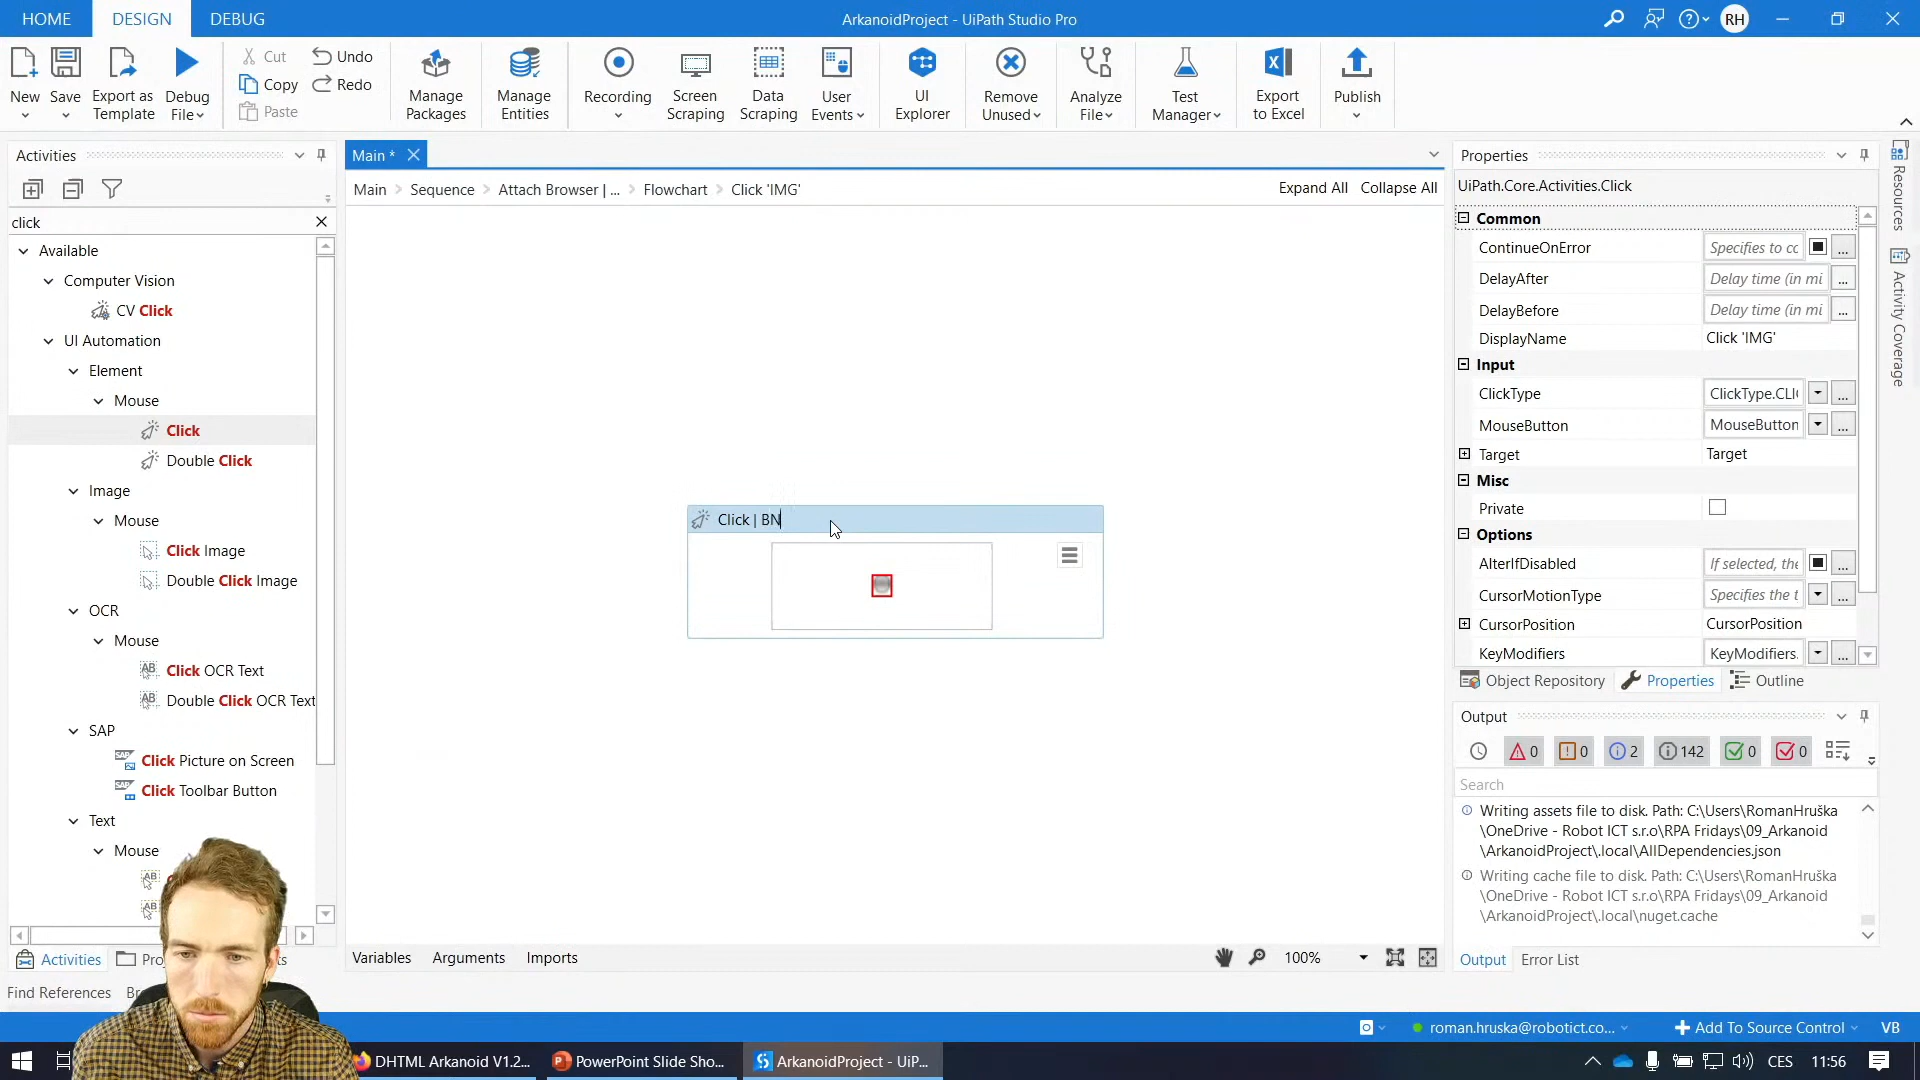 HOME
DESIGN
DEBUG
ArkanoidProject - UiPath Studio Pro
RH
New
Save
Export as
Template
Debug
File
Cut
Copy
Paste
Undo
Redo
Manage
Packages
Manage
Entities
Recording
Screen
Scraping
Data
Scraping
User
Events
UI
Explorer
Remove
Unused
Analyze
File
Test
Manager
Export
to Excel
Publish
Activities
click
Available
Computer Vision
CV Click
UI Automation
Element
Mouse
Click
Double Click
Image
Mouse
Click Image
Double Click Image
OCR
Mouse
Click OCR Text
Double Click OCR Text
SAP
Click Picture on Screen
Click Toolbar Button
Text
Mouse
Activities
Find References
Main *
Main > Sequence > Attach Browser | ... > Flowchart > Click 'IMG'
Expand All
Collapse All
Click | BN
Variables
Arguments
Imports
100%
Properties
UiPath.Core.Activities.Click
Common
ContinueOnError
Specifies to cc
DelayAfter
Delay time (in mi
DelayBefore
Delay time (in mi
DisplayName
Click 'IMG'
Input
ClickType
ClickType.CLI
MouseButton
MouseButton
Target
Target
Misc
Private
Options
AlterIfDisabled
If selected, the
CursorMotionType
Specifies the t
CursorPosition
CursorPosition
KeyModifiers
KeyModifiers.
Object Repository
Properties
Outline
Resources
Activity Coverage
Output
0
0
2
142
0
0
Search
Writing assets file to disk. Path: C:\Users\RomanHruška
\OneDrive - Robot ICT s.r.o\RPA Fridays\09_Arkanoid
\ArkanoidProject\.local\AllDependencies.json
Writing cache file to disk. Path: C:\Users\RomanHruška
\OneDrive - Robot ICT s.r.o\RPA Fridays\09_Arkanoid
\ArkanoidProject\.local\nuget.cache
Output
Error List
roman.hruska@robotict.co...
Add To Source Control
VB
DHTML Arkanoid V1.2...
PowerPoint Slide Sho...
ArkanoidProject - UiP...
CES
11:56